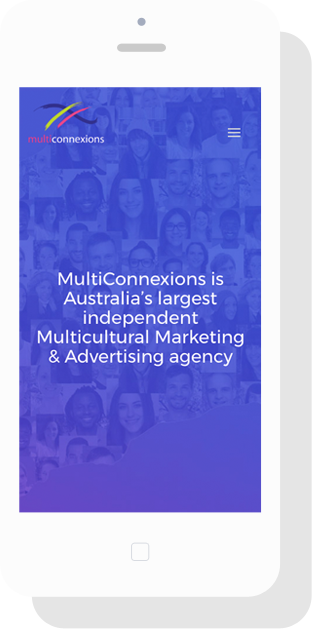 multiconnexions
MultiConnexions is
Australia's largest
independent
Multicultural Marketing
& Advertising agency